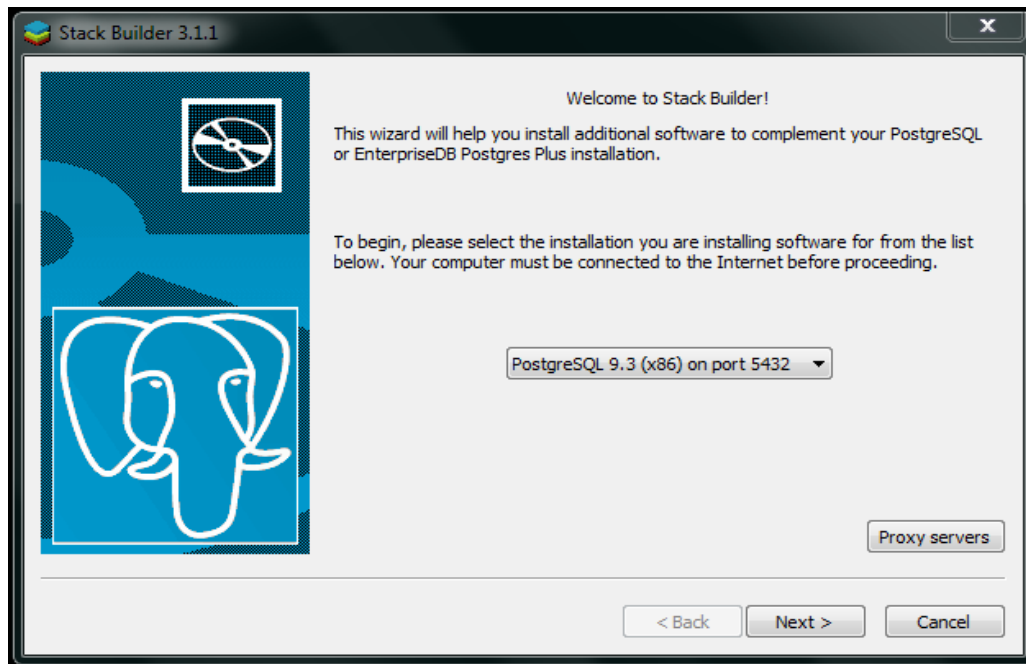 Stack Builder 3.1.1
x
Welcome to Stack Builder!
This wizard will help you install additional software to complement your PostgreSQL
or EnterpriseDB Postgres Plus installation.
To begin, please select the installation you are installing software for from the list
below. Your computer must be connected to the Internet before proceeding.
PostgreSQL 9.3 (x86) on port 5432
Proxy servers
< Back Next > Cancel